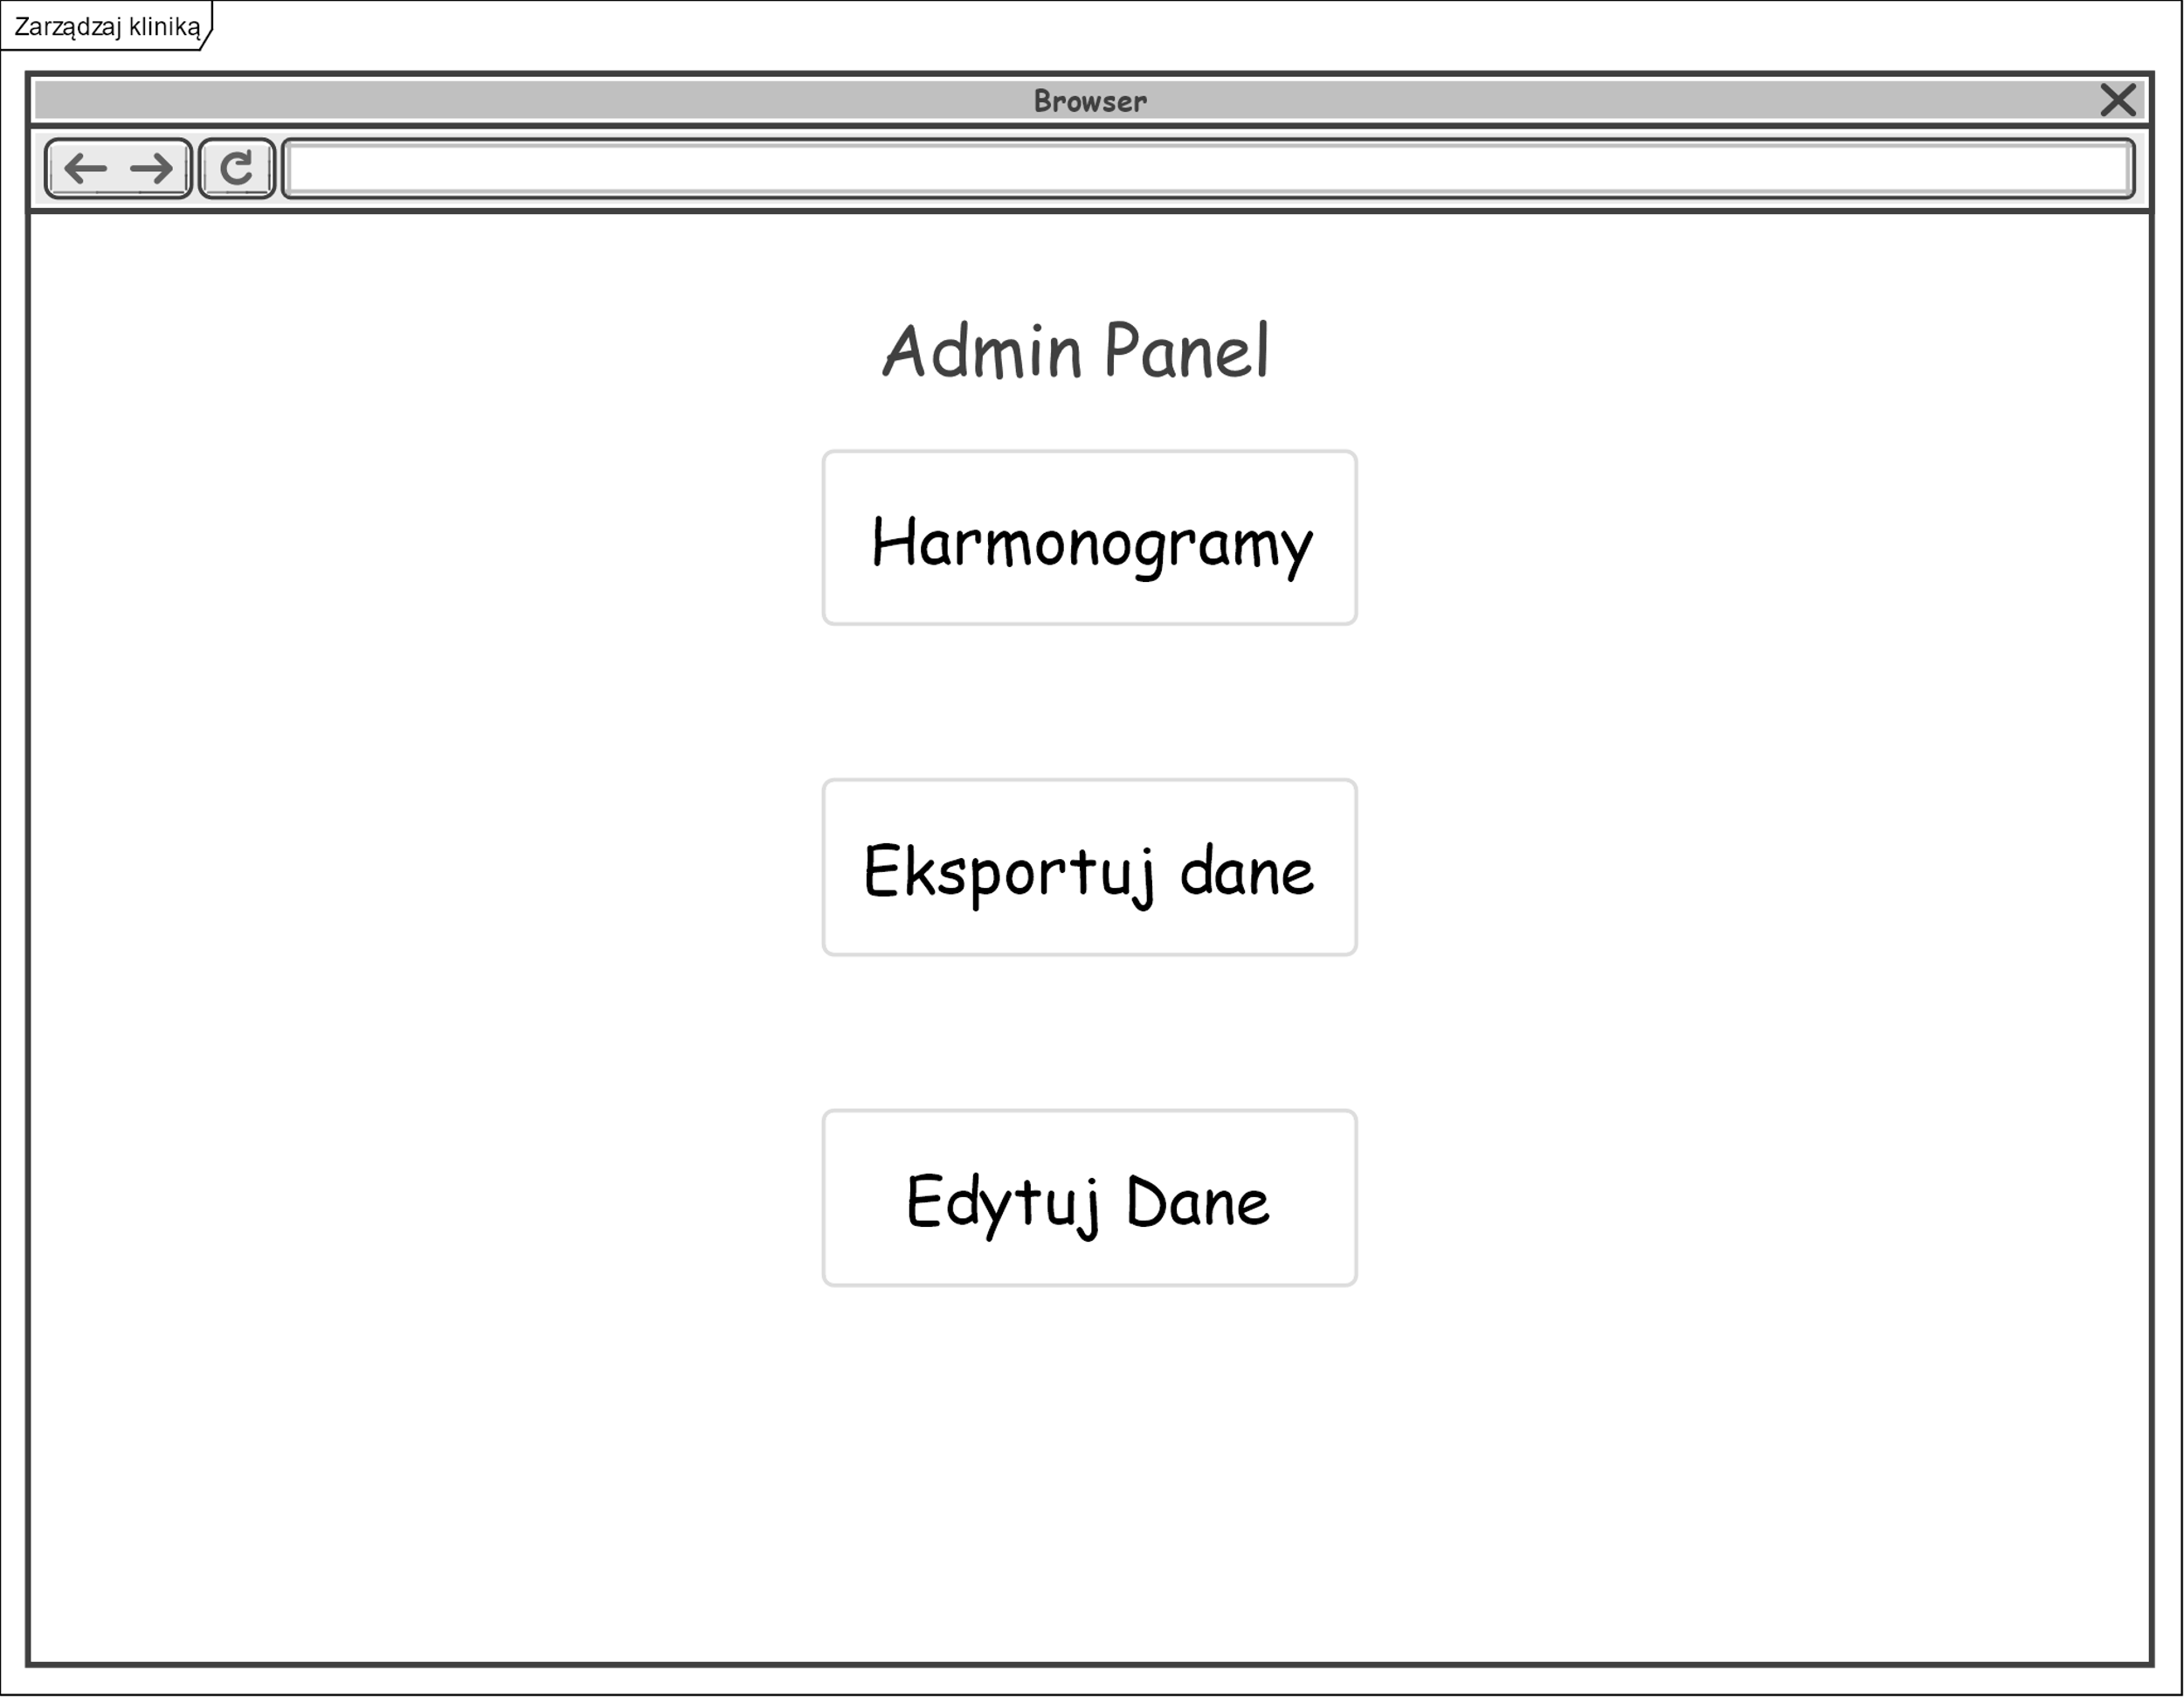 Zarządzaj kliniką
Browser
Admin Panel
Harmonogramy
Eksportuj dane
Edytuj Dane